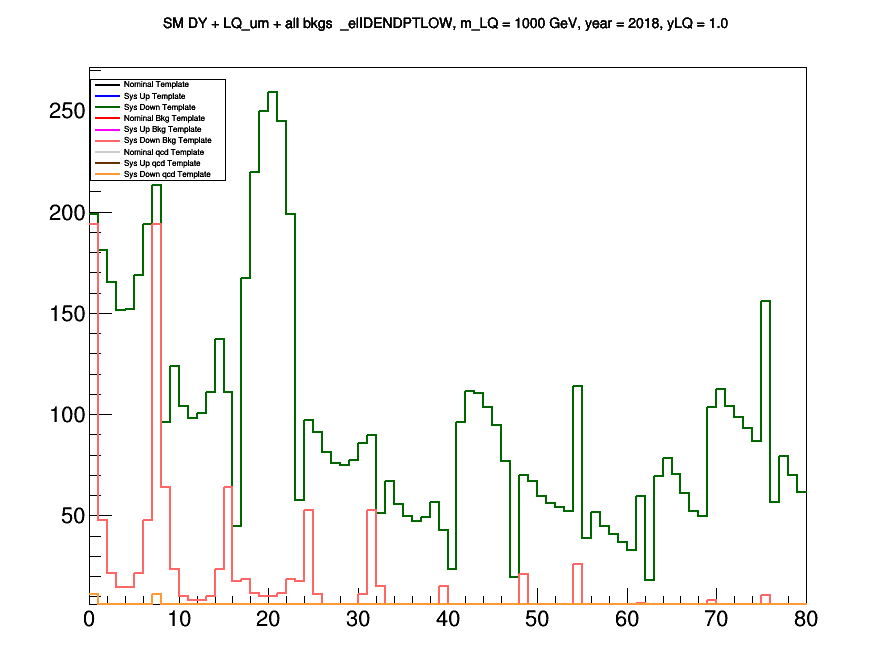 SM DY + LQ_um + all bkgs _elIDENDPTLOW, m_LQ = 1000 GeV, year = 2018, yLQ = 1.0
Nominal Template
Sys Up Template
Sys Down Template
Nominal Bkg Template
Sys Up Bkg Template
Sys Down Bkg Template
Nominal qcd Template
Sys Up qcd Template
Sys Down qcd Template
250
200
150
100
50
0 10 20 30 40 50 60 70 80